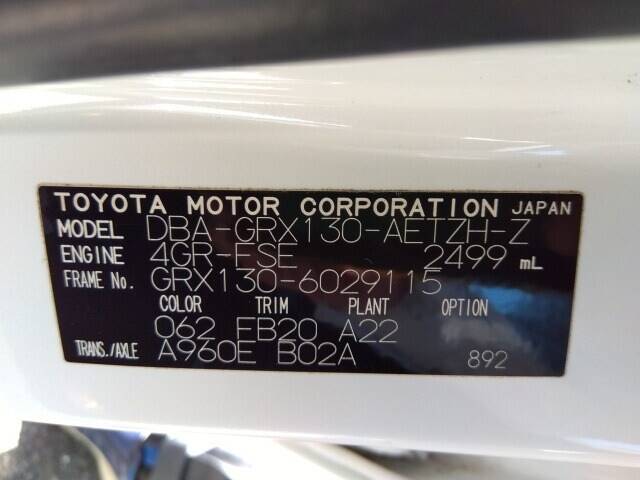 TOYOTA MOTOR CORPORATION JAPAN
MODEL DBA-GRX130-AETZH-Z
ENGINE 4GR-FSE 2499 mL
FRAME No. GRX130-6029115
COLOR TRIM PLANT OPTION
062 FB20 A22
TRANS./AXLE A960E B02A 892